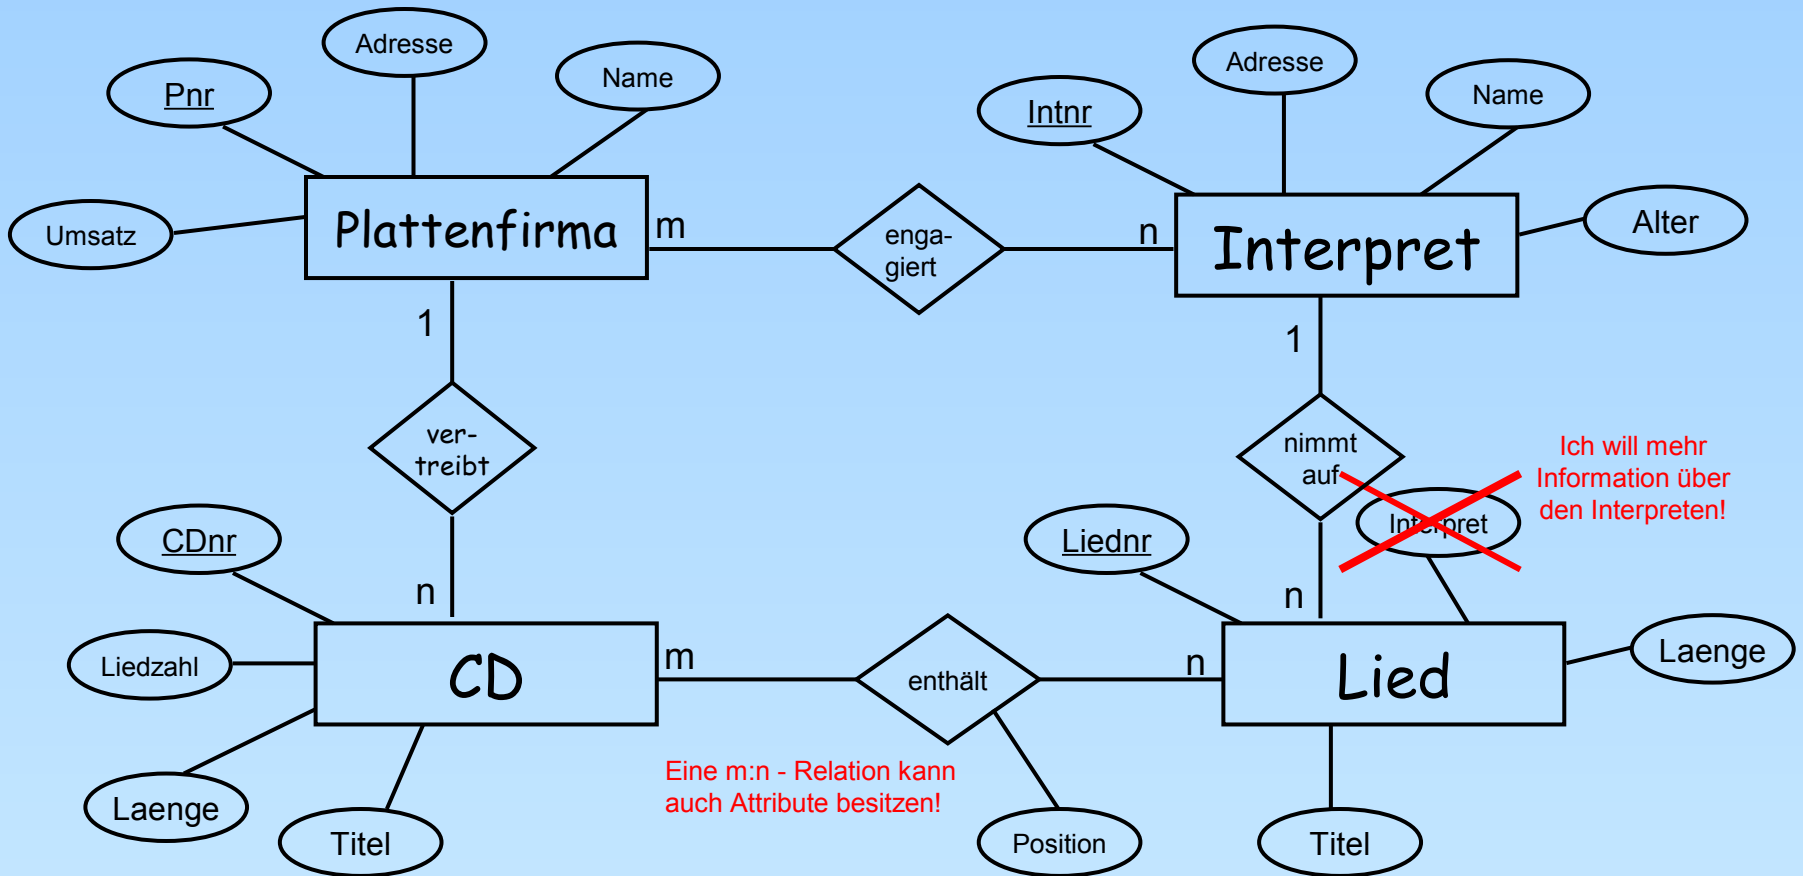 Adresse
Name
Pnr
Umsatz
Plattenfirma
m
enga-
giert
n
Adresse
Name
Intnr
Interpret
Alter
1
ver-
treibt
n
1
nimmt
auf
n
Interpret
Ich will mehr
Information über
den Interpreten!
CDnr
Liedzahl
CD
Laenge
Titel
m
enthält
n
Eine m:n - Relation kann
auch Attribute besitzen!
Position
Liednr
Lied
Laenge
Titel